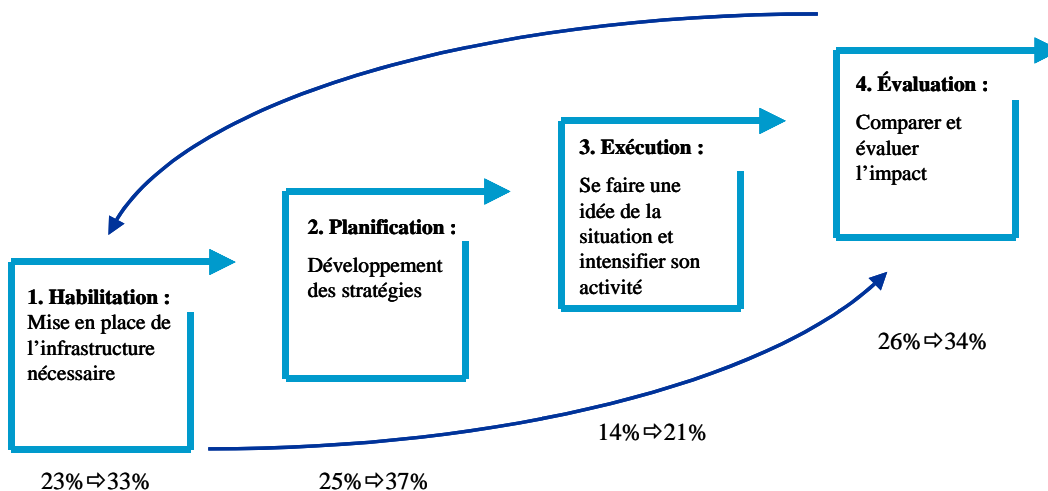 4. Évaluation :
Comparer et
évaluer
l’impact
3. Exécution :
Se faire une
idée de la
situation et
intensifier son
activité
2. Planification :
Développement
des stratégies
1. Habilitation :
Mise en place de
l’infrastructure
nécessaire
26%⇨34%
14%⇨21%
23%⇨33%
25%⇨37%